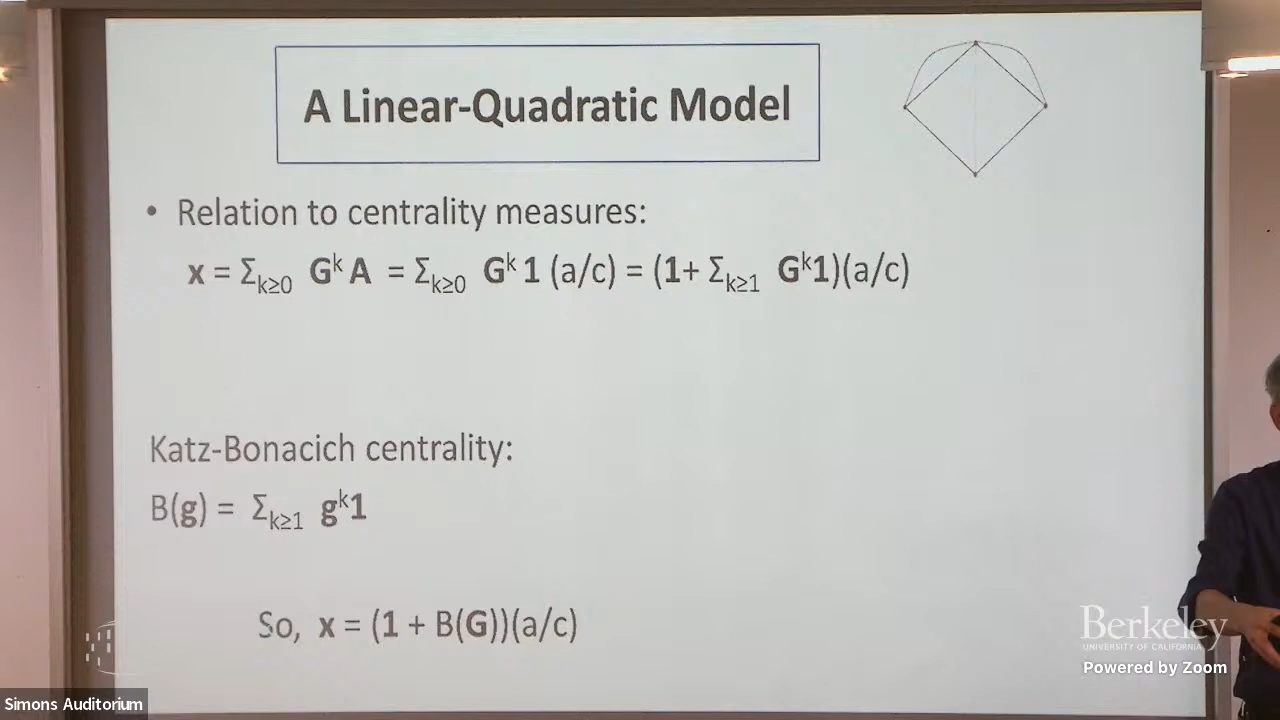 A Linear-Quadratic Model
• Relation to centrality measures:
x = Σₖ≥₀ Gᵏ A = Σₖ≥₀ Gᵏ 1 (a/c) = (1+ Σₖ≥₁ Gᵏ1)(a/c)
Katz-Bonacich centrality:
B(g) = Σₖ≥₁ gᵏ1
So, x = (1 + B(G))(a/c)
Berkeley
UNIVERSITY OF CALIFORNIA
Powered by Zoom
Simons Auditorium